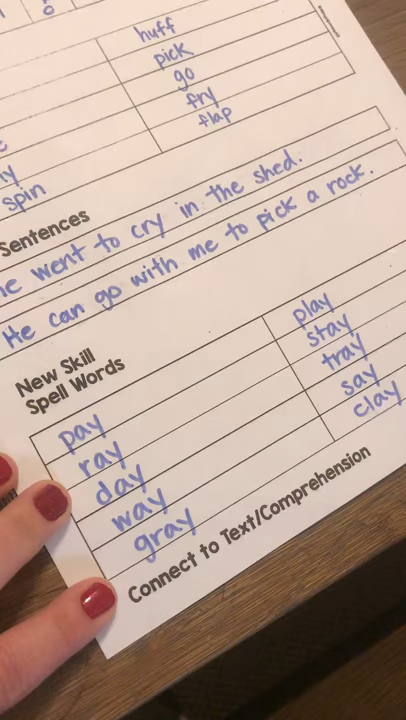 huff
pick
go
fry
flap
spin
Sentences
went to cry in the shed.
He can go with me to pick a rock.
New Skill
Spell Words
pay
ray
day
way
gray
play
stay
tray
say
clay
Connect to Text/Comprehension